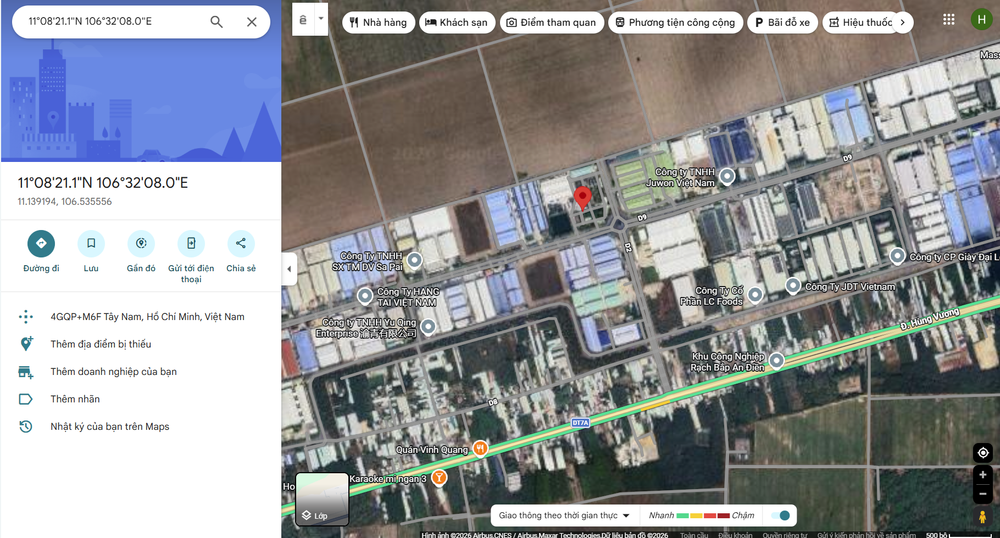 11°08'21.1"N 106°32'08.0"E
ê
Nhà hàng
Khách sạn
Điểm tham quan
Phương tiện công cộng
Bãi đỗ xe
Hiệu thuốc
H
11°08'21.1"N 106°32'08.0"E
11.139194, 106.535556
Đường đi
Lưu
Gần đó
Gửi tới điện
thoại
Chia sẻ
4GQP+M6F Tây Nam, Hồ Chí Minh, Việt Nam
Thêm địa điểm bị thiếu
Thêm doanh nghiệp của bạn
Thêm nhãn
Nhật ký của bạn trên Maps
Mass
D9
Công ty TNHH
Juwon Việt Nam
D9
D2
Công Ty TNHH
SX TM DV Sa Pai
Công ty CP Giày Đại L
Công Ty HANG
TAI VIỆT NAM
Công Ty Cổ
Phần LC Foods
Công Ty JDT Vietnam
Công ty TNHH Yu Qing
Enterprise 渝青有限公司
Đ. Hùng Vương
Khu Công Nghiệp
Rạch Bắp An Điền
D8
DT7A
Quán Vinh Quang
Karaoke mi ngan 3
Ho
Lớp
Giao thông theo thời gian thực
Nhanh
Chậm
Hình ảnh ©2026 Airbus,CNES / Airbus,Maxar Technologies,Dữ liệu bản đồ ©2026
Toàn cầu
Điều khoản
Quyền riêng tư
Gửi ý kiến phản hồi về sản phẩm
500 bộ